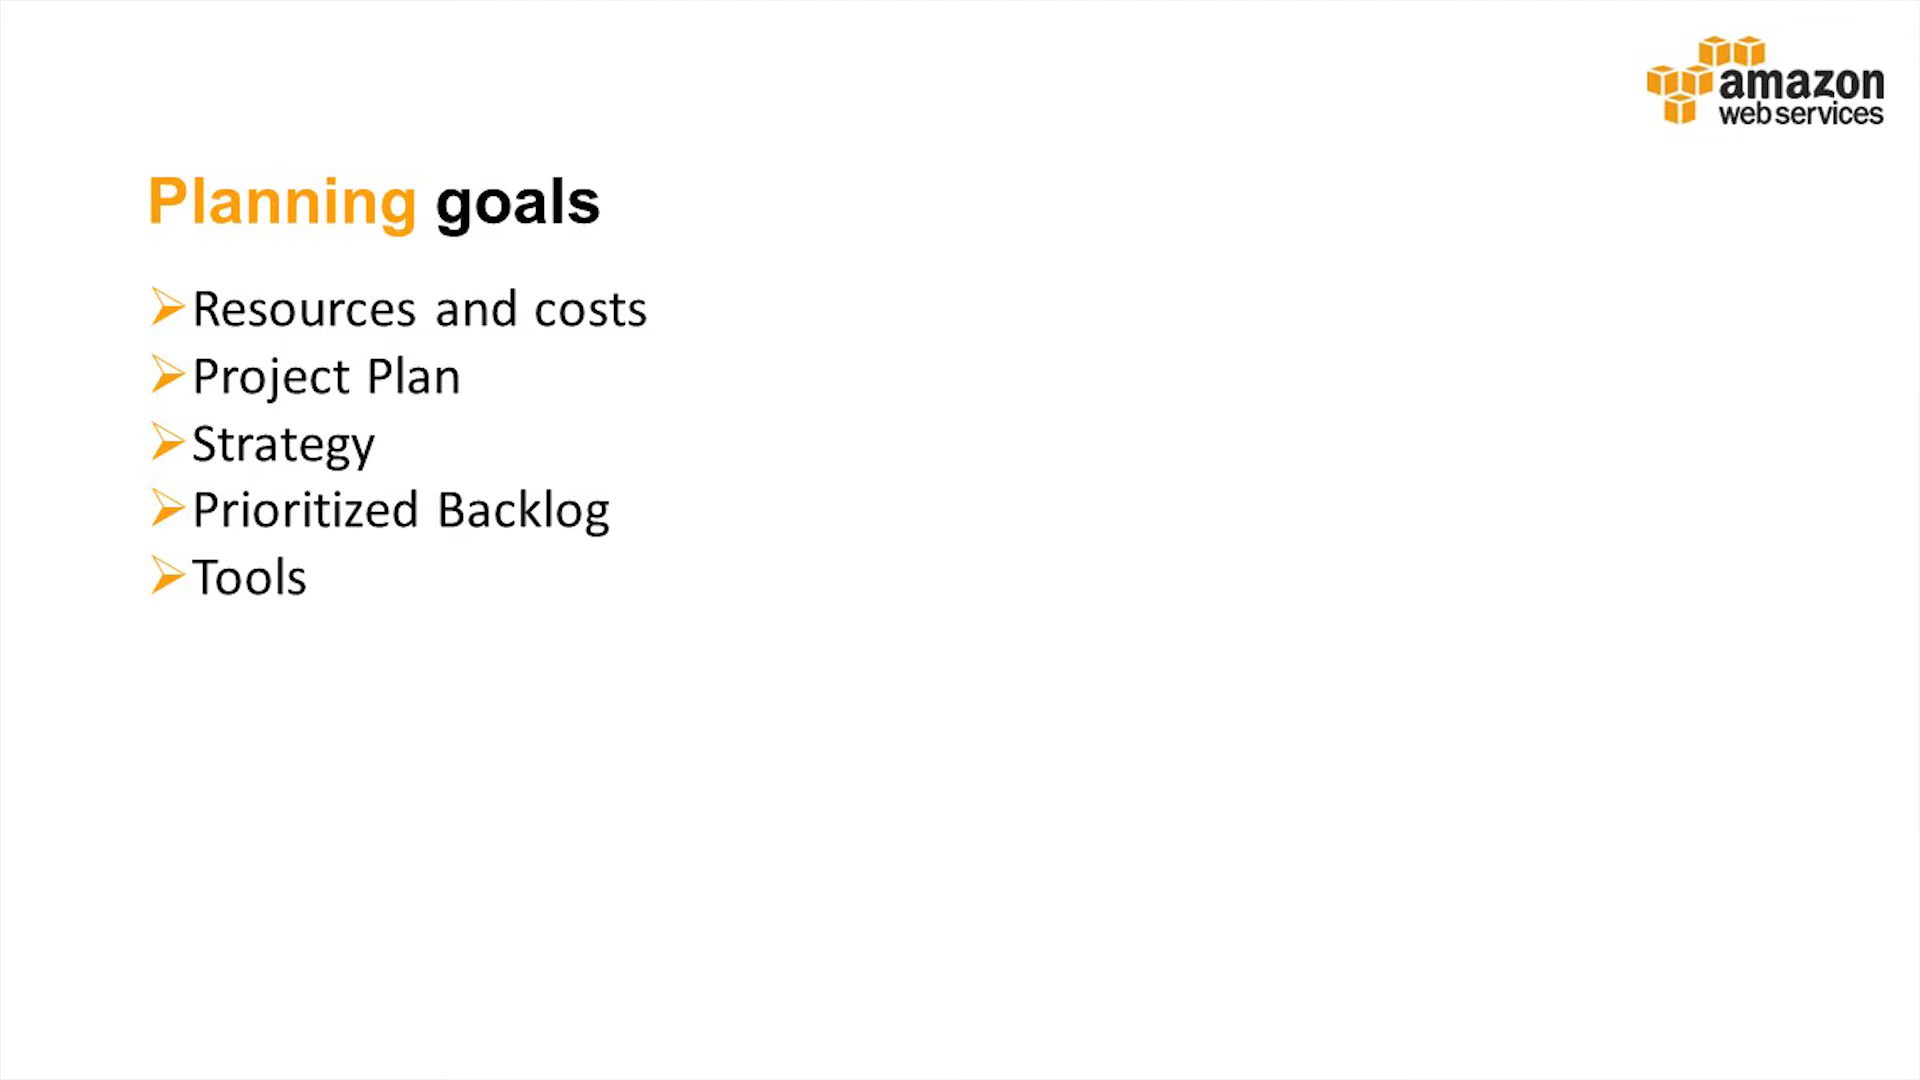 amazon
web services
Planning goals
Resources and costs
Project Plan
Strategy
Prioritized Backlog
Tools